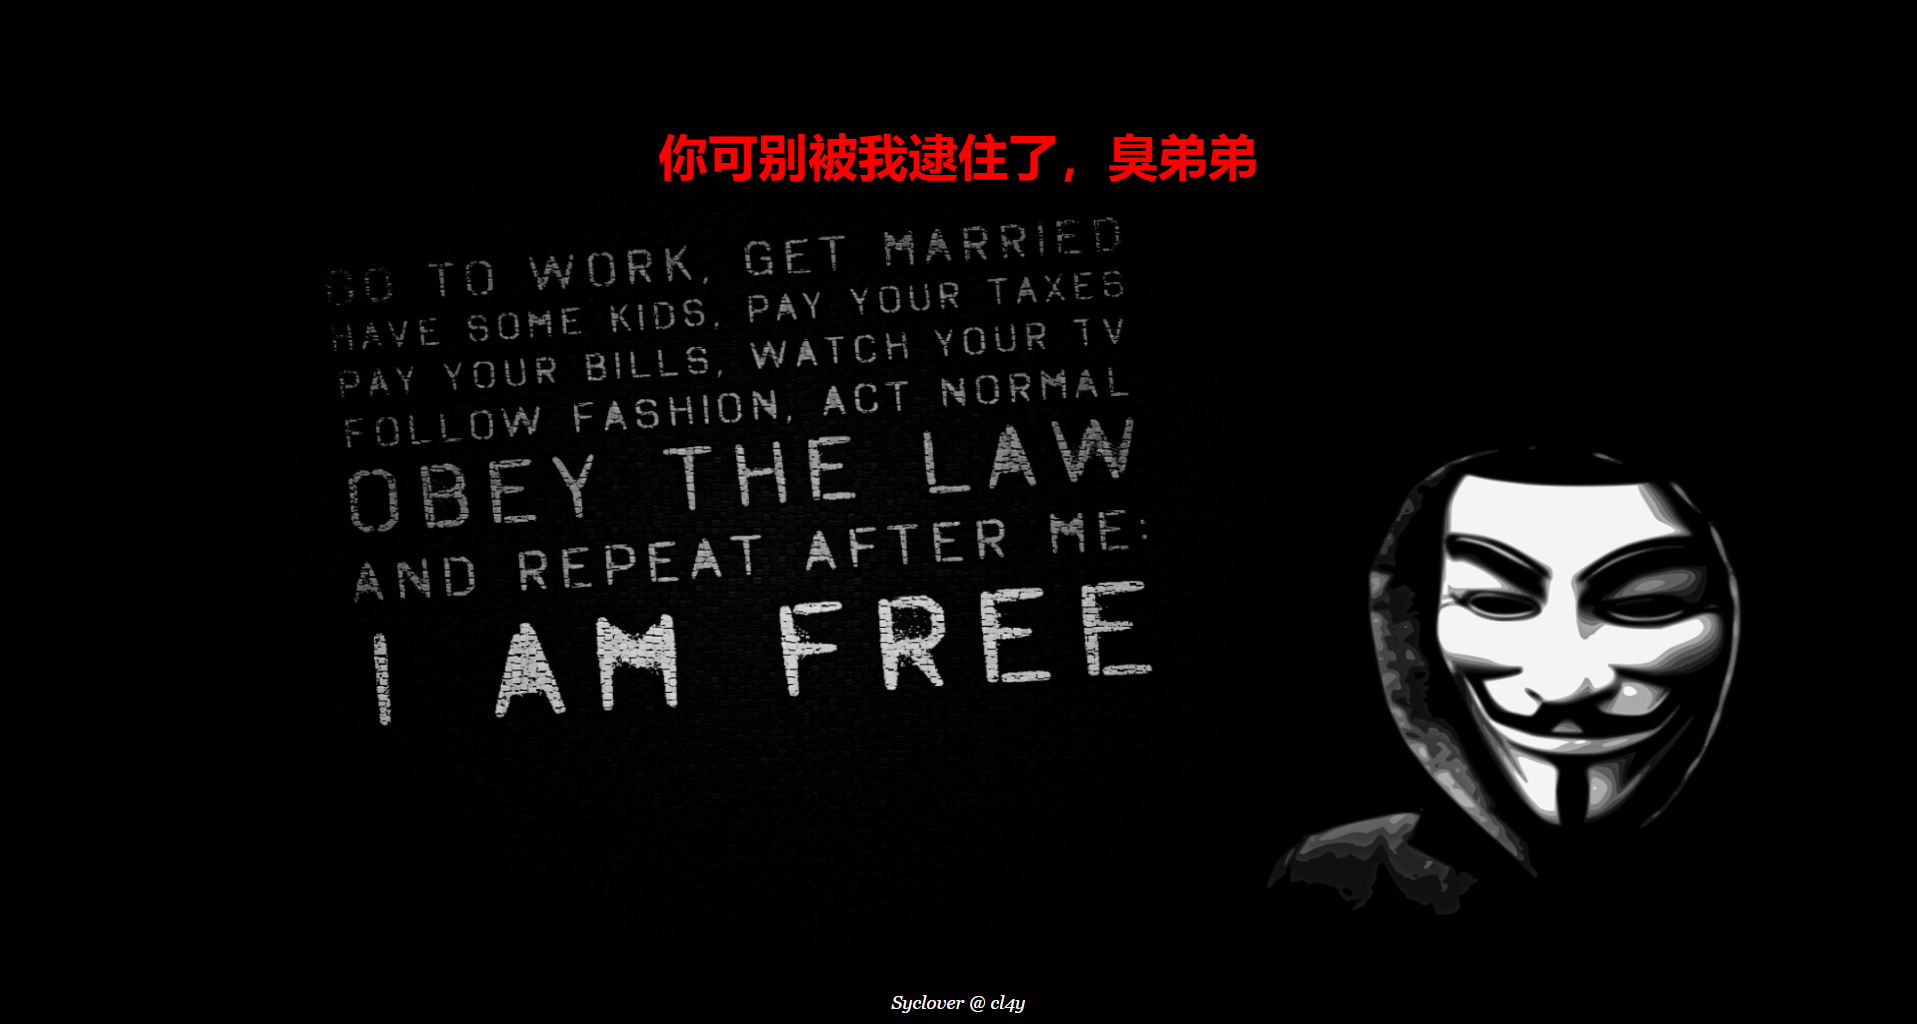 你可别被我逮住了，臭弟弟
GO TO WORK, GET MARRIED
HAVE SOME KIDS, PAY YOUR TAXES
PAY YOUR BILLS, WATCH YOUR TV
FOLLOW FASHION, ACT NORMAL
OBEY THE LAW
AND REPEAT AFTER ME:
I AM FREE
Syclover @ cl4y